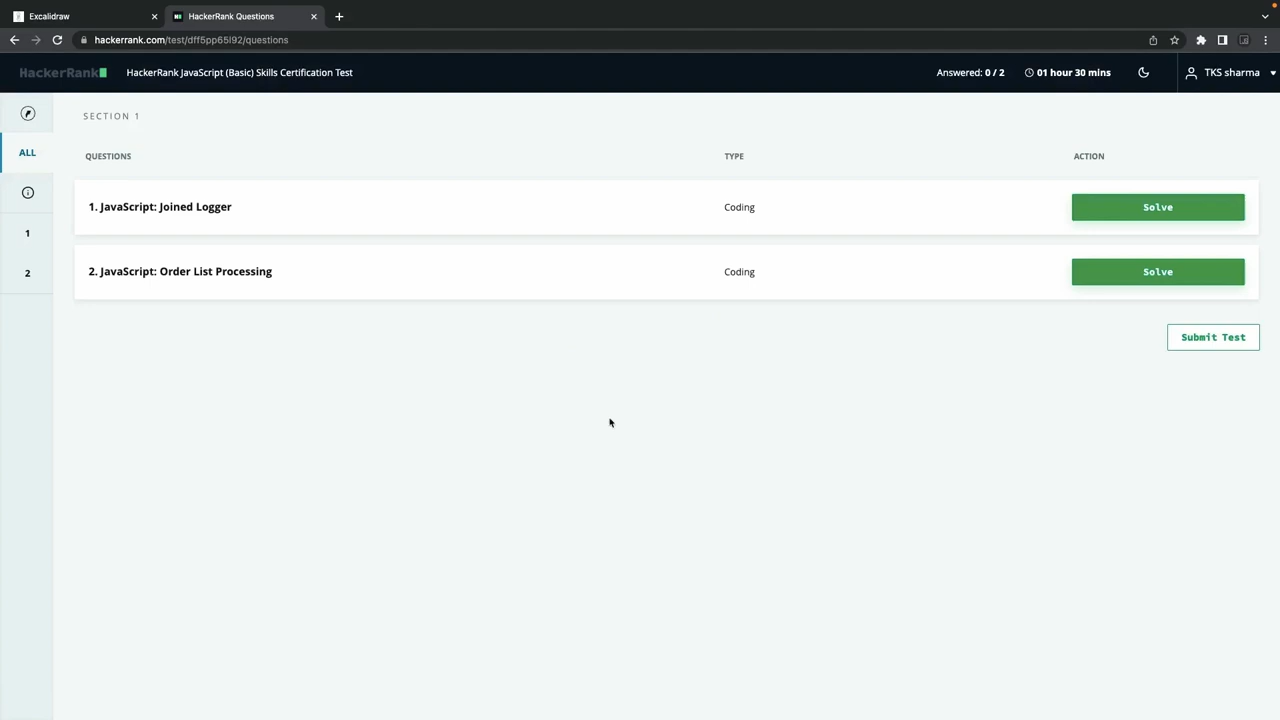 Excalidraw
HackerRank Questions
hackerrank.com/test/dff5pp65l92/questions
HackerRank
HackerRank JavaScript (Basic) Skills Certification Test
Answered: 0 / 2
01 hour 30 mins
TKS sharma
SECTION 1
ALL
QUESTIONS
TYPE
ACTION
1. JavaScript: Joined Logger
Coding
Solve
1
2
2. JavaScript: Order List Processing
Coding
Solve
Submit Test